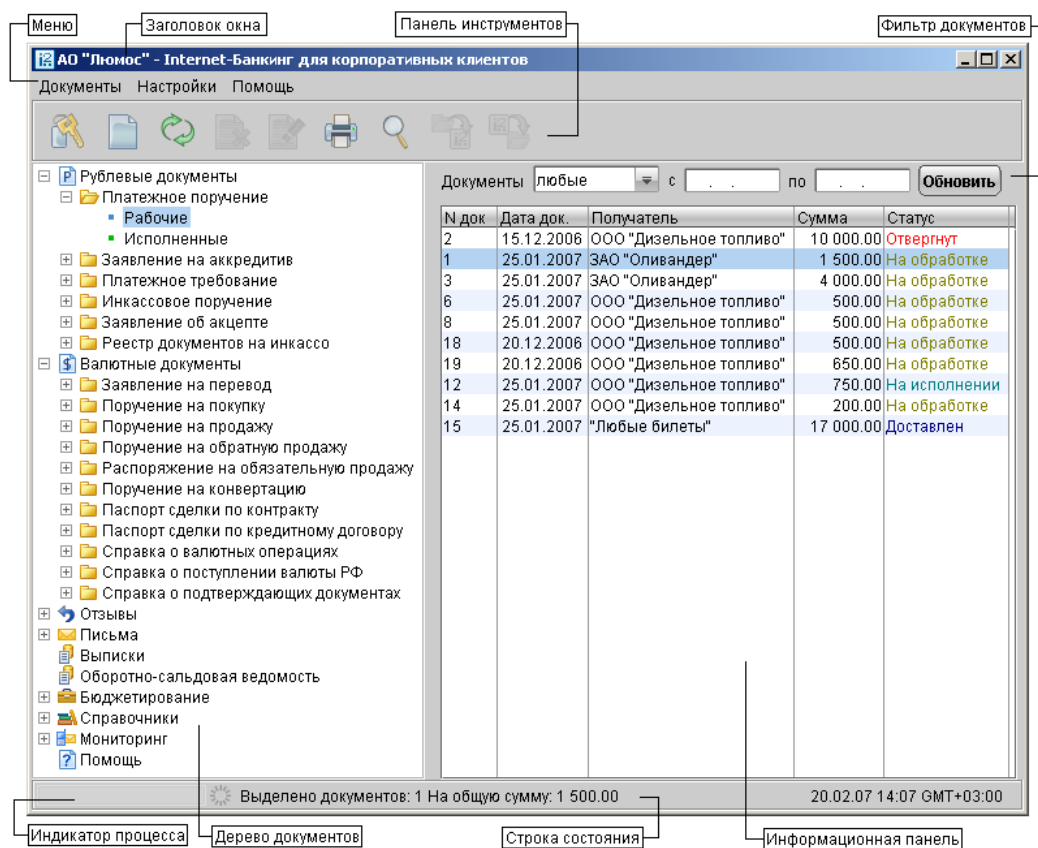 Меню
Заголовок окна
Панель инструментов
Фильтр документов
АО "Люмос" - Internet-Банкинг для корпоративных клиентов
Документы Настройки Помощь
Рублевые документы
Платежное поручение
Рабочие
Исполненные
Заявление на аккредитив
Платежное требование
Инкассовое поручение
Заявление об акцепте
Реестр документов на инкассо
Валютные документы
Заявление на перевод
Поручение на покупку
Поручение на продажу
Поручение на обратную продажу
Распоряжение на обязательную продажу
Поручение на конвертацию
Паспорт сделки по контракту
Паспорт сделки по кредитному договору
Справка о валютных операциях
Справка о поступлении валюты РФ
Справка о подтверждающих документах
Отзывы
Письма
Выписки
Оборотно-сальдовая ведомость
Бюджетирование
Справочники
Мониторинг
Помощь
Документы любые с . . по . . Обновить
N док Дата док. Получатель Сумма Статус
2 15.12.2006 ООО "Дизельное топливо" 10 000.00 Отвергнут
1 25.01.2007 ЗАО "Оливандер" 1 500.00 На обработке
3 25.01.2007 ЗАО "Оливандер" 4 000.00 На обработке
6 25.01.2007 ООО "Дизельное топливо" 500.00 На обработке
8 25.01.2007 ООО "Дизельное топливо" 500.00 На обработке
18 20.12.2006 ООО "Дизельное топливо" 500.00 На обработке
19 20.12.2006 ООО "Дизельное топливо" 650.00 На обработке
12 25.01.2007 ООО "Дизельное топливо" 750.00 На исполнении
14 25.01.2007 ООО "Дизельное топливо" 200.00 На обработке
15 25.01.2007 "Любые билеты" 17 000.00 Доставлен
Выделено документов: 1 На общую сумму: 1 500.00
20.02.07 14:07 GMT+03:00
Индикатор процесса
Дерево документов
Строка состояния
Информационная панель